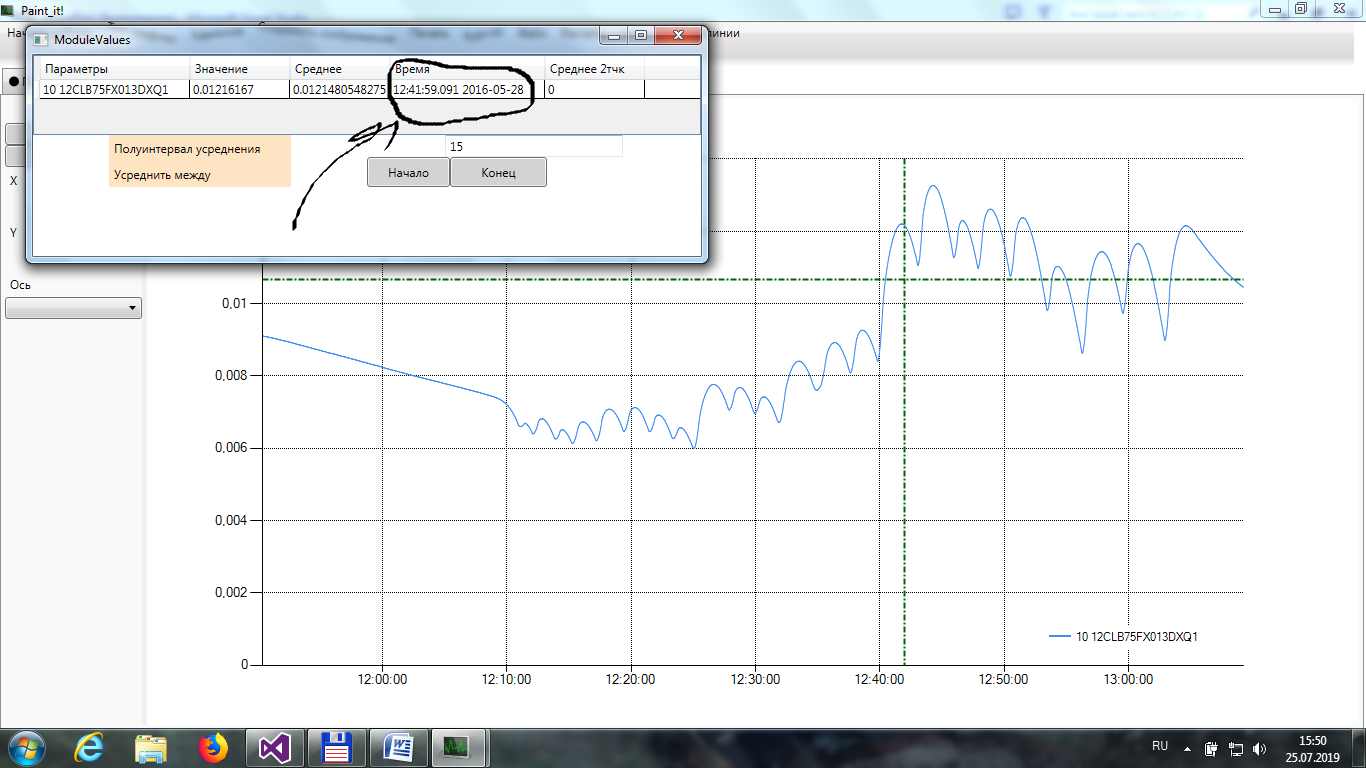 Paint_it!
ModuleValues
линии
Параметры Значение Среднее Время Среднее 2тчк
10 12CLB75FX013DXQ1 0.01216167 0.0121480548275 12:41:59.091 2016-05-28 0
Полуинтервал усреднения 15
Усреднить между Начало Конец
X
Y
Ось
0,01
0,008
0,006
0,004
0,002
0
10 12CLB75FX013DXQ1
12:00:00 12:10:00 12:20:00 12:30:00 12:40:00 12:50:00 13:00:00
RU
15:50
25.07.2019